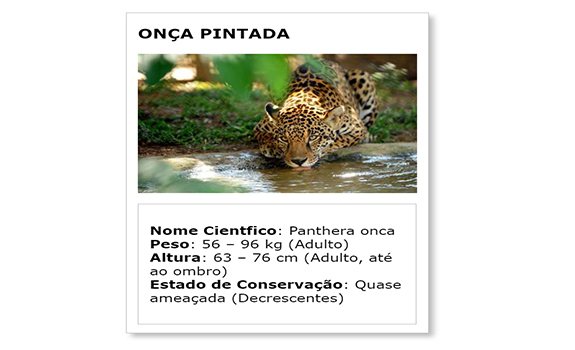 ONÇA PINTADA
Nome Cientfico: Panthera onca
Peso: 56 – 96 kg (Adulto)
Altura: 63 – 76 cm (Adulto, até
ao ombro)
Estado de Conservação: Quase
ameaçada (Decrescentes)